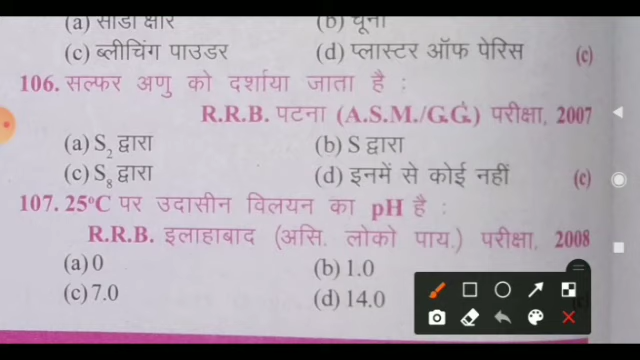 (a) सोडा क्षार (b) चूना
(c) ब्लीचिंग पाउडर (d) प्लास्टर ऑफ पेरिस (c)
106. सल्फर अणु को दर्शाया जाता है :
R.R.B. पटना (A.S.M./G.G.) परीक्षा, 2007
(a) S₂ द्वारा (b) S द्वारा
(c) S₈ द्वारा (d) इनमें से कोई नहीं (c)
107. 25⁰C पर उदासीन विलयन का pH है :
R.R.B. इलाहाबाद (असि. लोको पाय.) परीक्षा, 2008
(a) 0 (b) 1.0
(c) 7.0 (d) 14.0